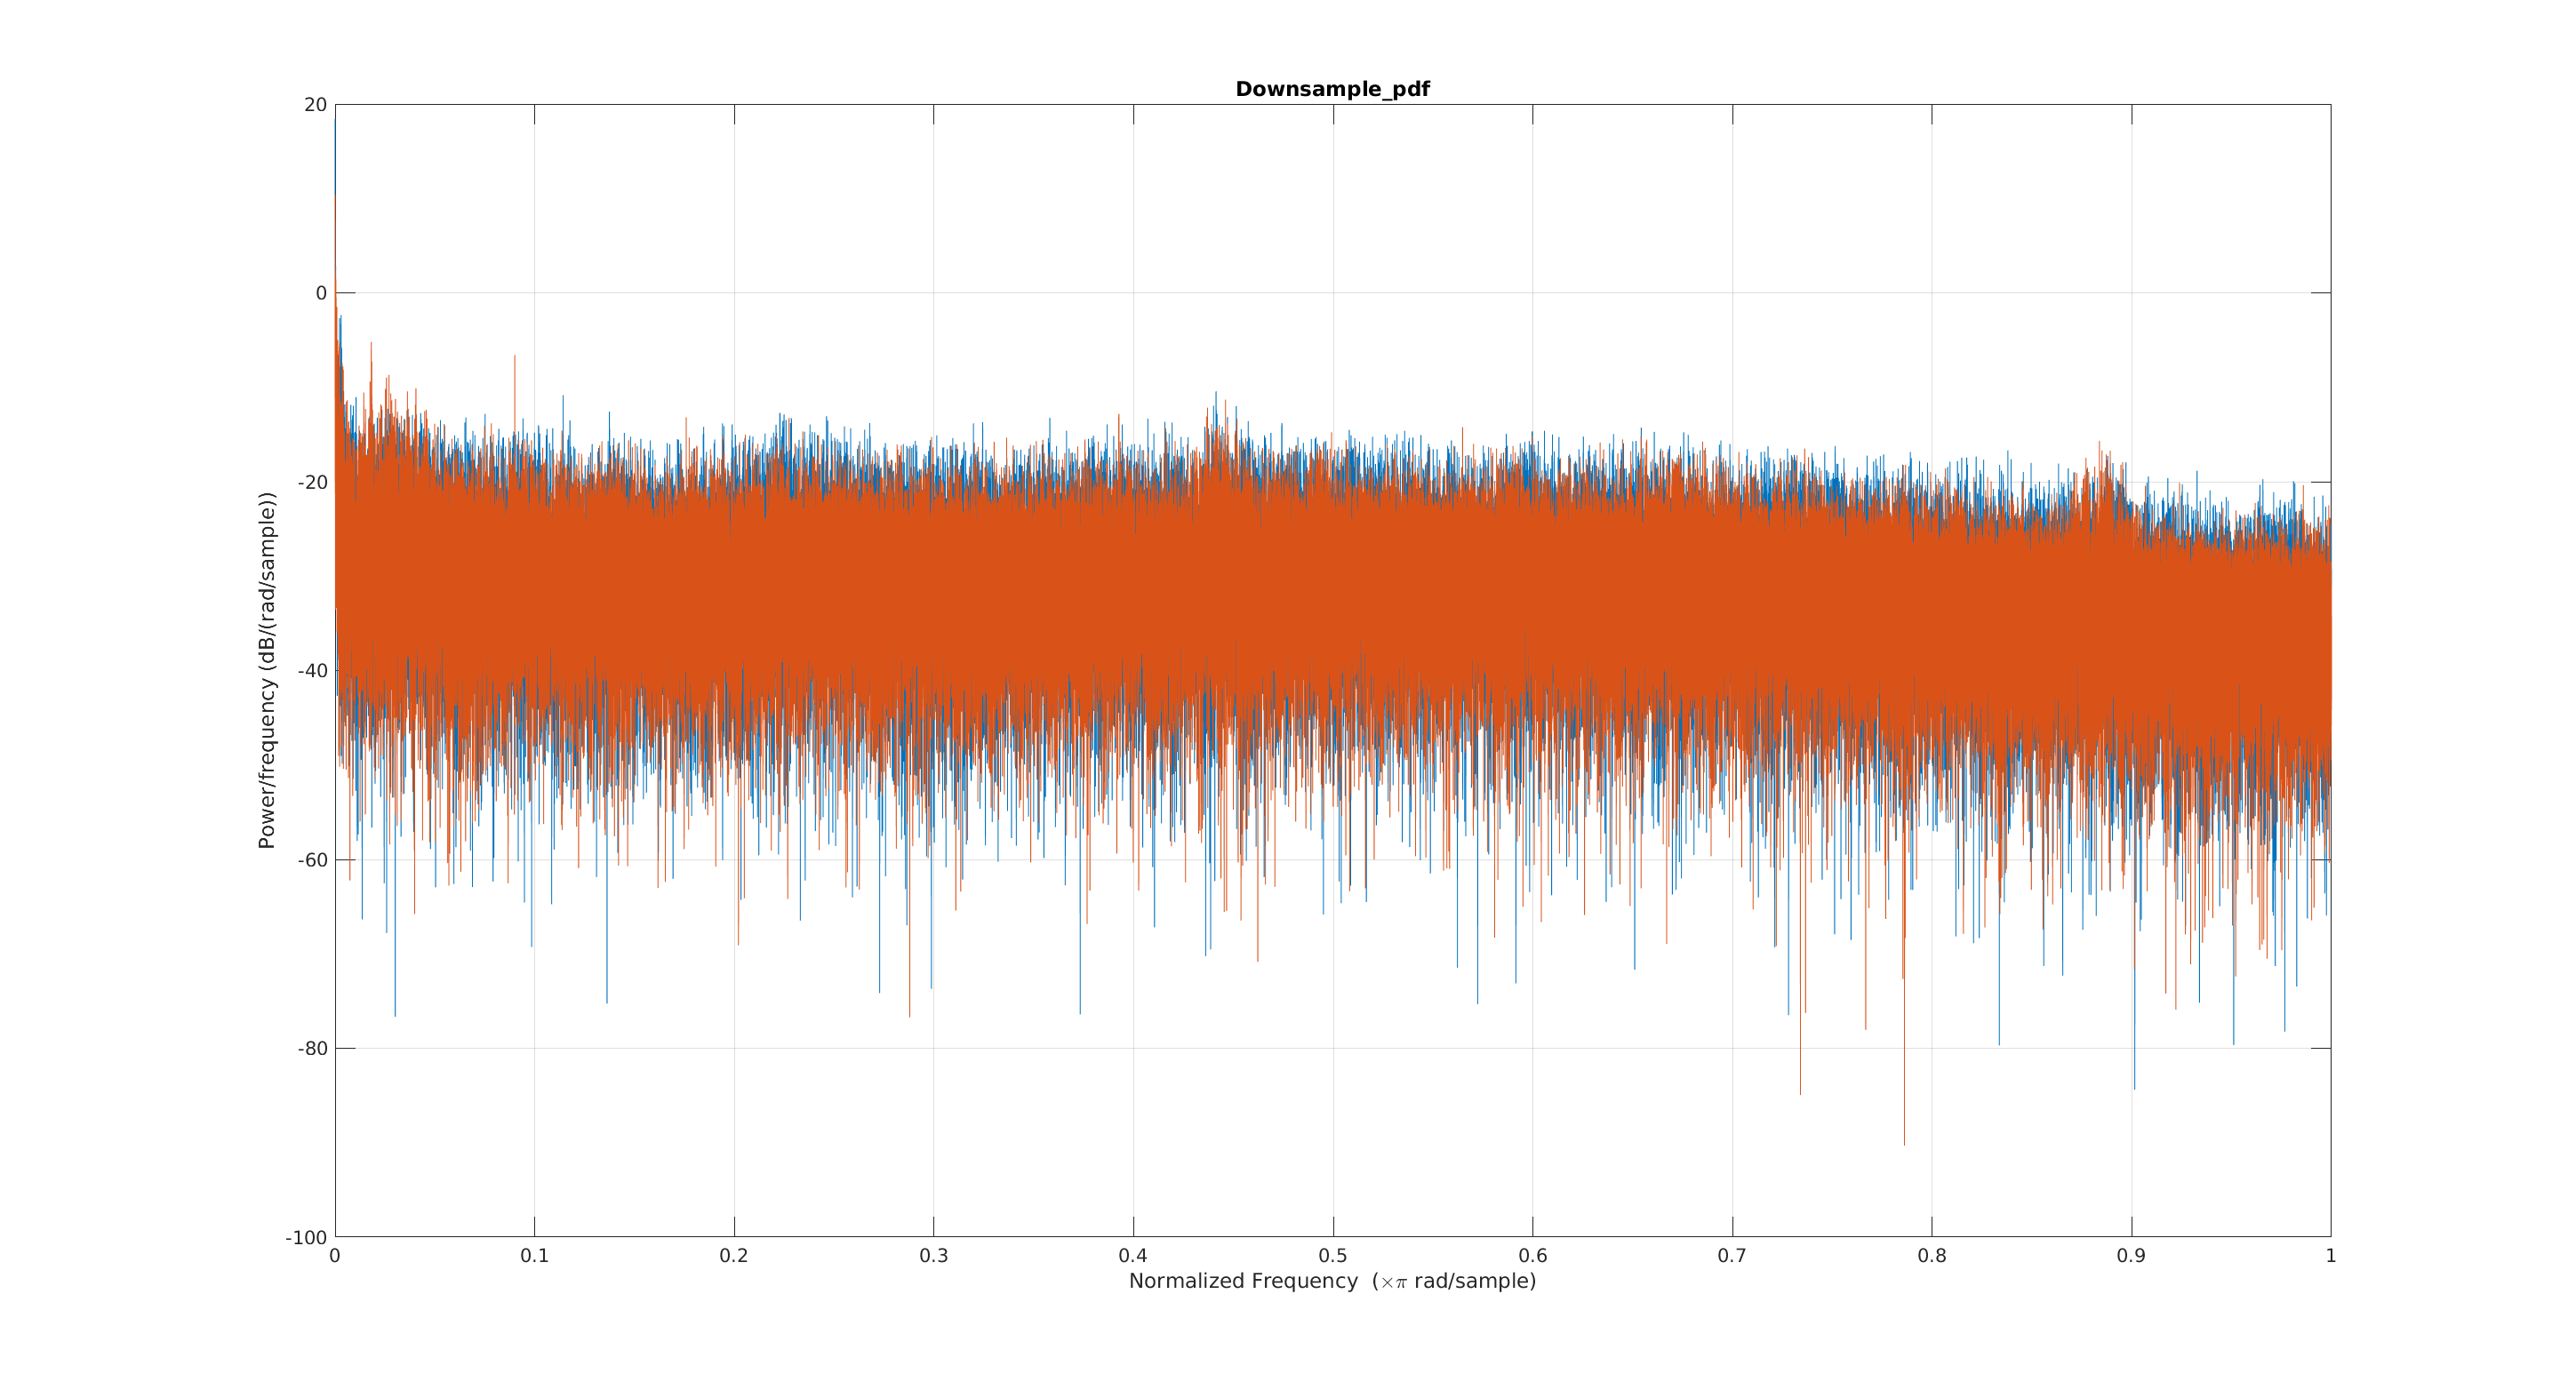 Downsample_pdf
20
0
-20
-40
-60
-80
-100
Power/frequency (dB/(rad/sample))
0 0.1 0.2 0.3 0.4 0.5 0.6 0.7 0.8 0.9 1
Normalized Frequency (×π rad/sample)